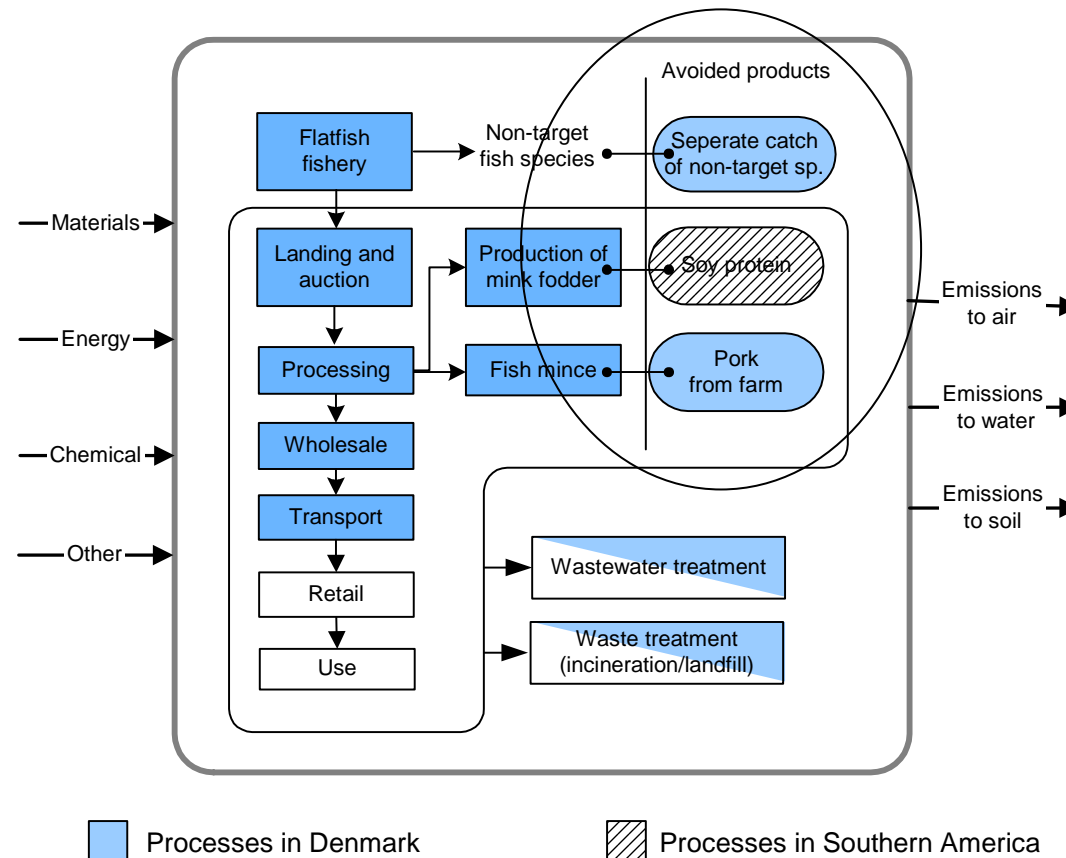 Avoided products
Flatfish
fishery
Non-target
fish species
Seperate catch
of non-target sp.
Materials
Landing and
auction
Production of
mink fodder
Soy protein
Emissions
to air
Energy
Processing
Fish mince
Pork
from farm
Emissions
to water
Chemical
Wholesale
Transport
Emissions
to soil
Other
Retail
Wastewater treatment
Use
Waste treatment
(incineration/landfill)
Processes in Denmark
Processes in Southern America